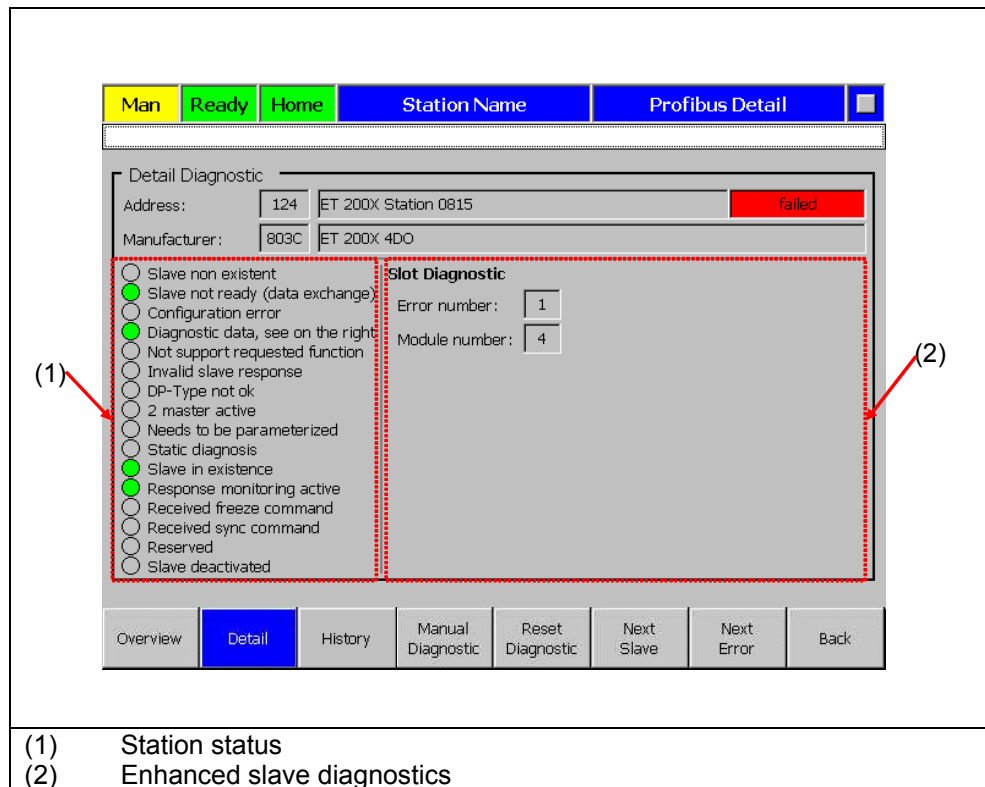 Man Ready Home Station Name Profibus Detail
Detail Diagnostic
Address: 124 ET 200X Station 0815 failed
Manufacturer: 803C ET 200X 4DO
Slave non existent
Slave not ready (data exchange)
Configuration error
Diagnostic data, see on the right
Not support requested function
Invalid slave response
DP-Type not ok
2 master active
Needs to be parameterized
Static diagnosis
Slave in existence
Response monitoring active
Received freeze command
Received sync command
Reserved
Slave deactivated
Slot Diagnostic
Error number: 1
Module number: 4
(1)
(2)
Overview Detail History Manual Diagnostic Reset Diagnostic Next Slave Next Error Back
(1) Station status
(2) Enhanced slave diagnostics